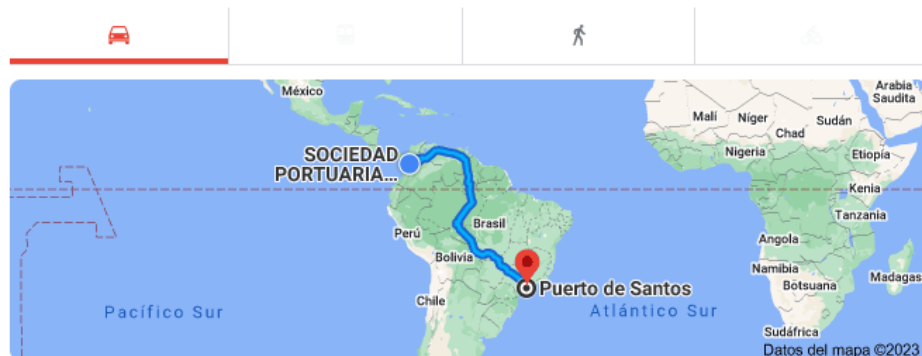 México
Malí
Níger
Chad
Sudán
Arabia
Saudita
SOCIEDAD
PORTUARIA...
Nigeria
Etiopía
Kenia
Tanzania
Perú
Brasil
Bolivia
Angola
Namibia
Botsuana
Madagas
Chile
Puerto de Santos
Pacífico Sur
Atlántico Sur
Sudáfrica
Datos del mapa ©2023